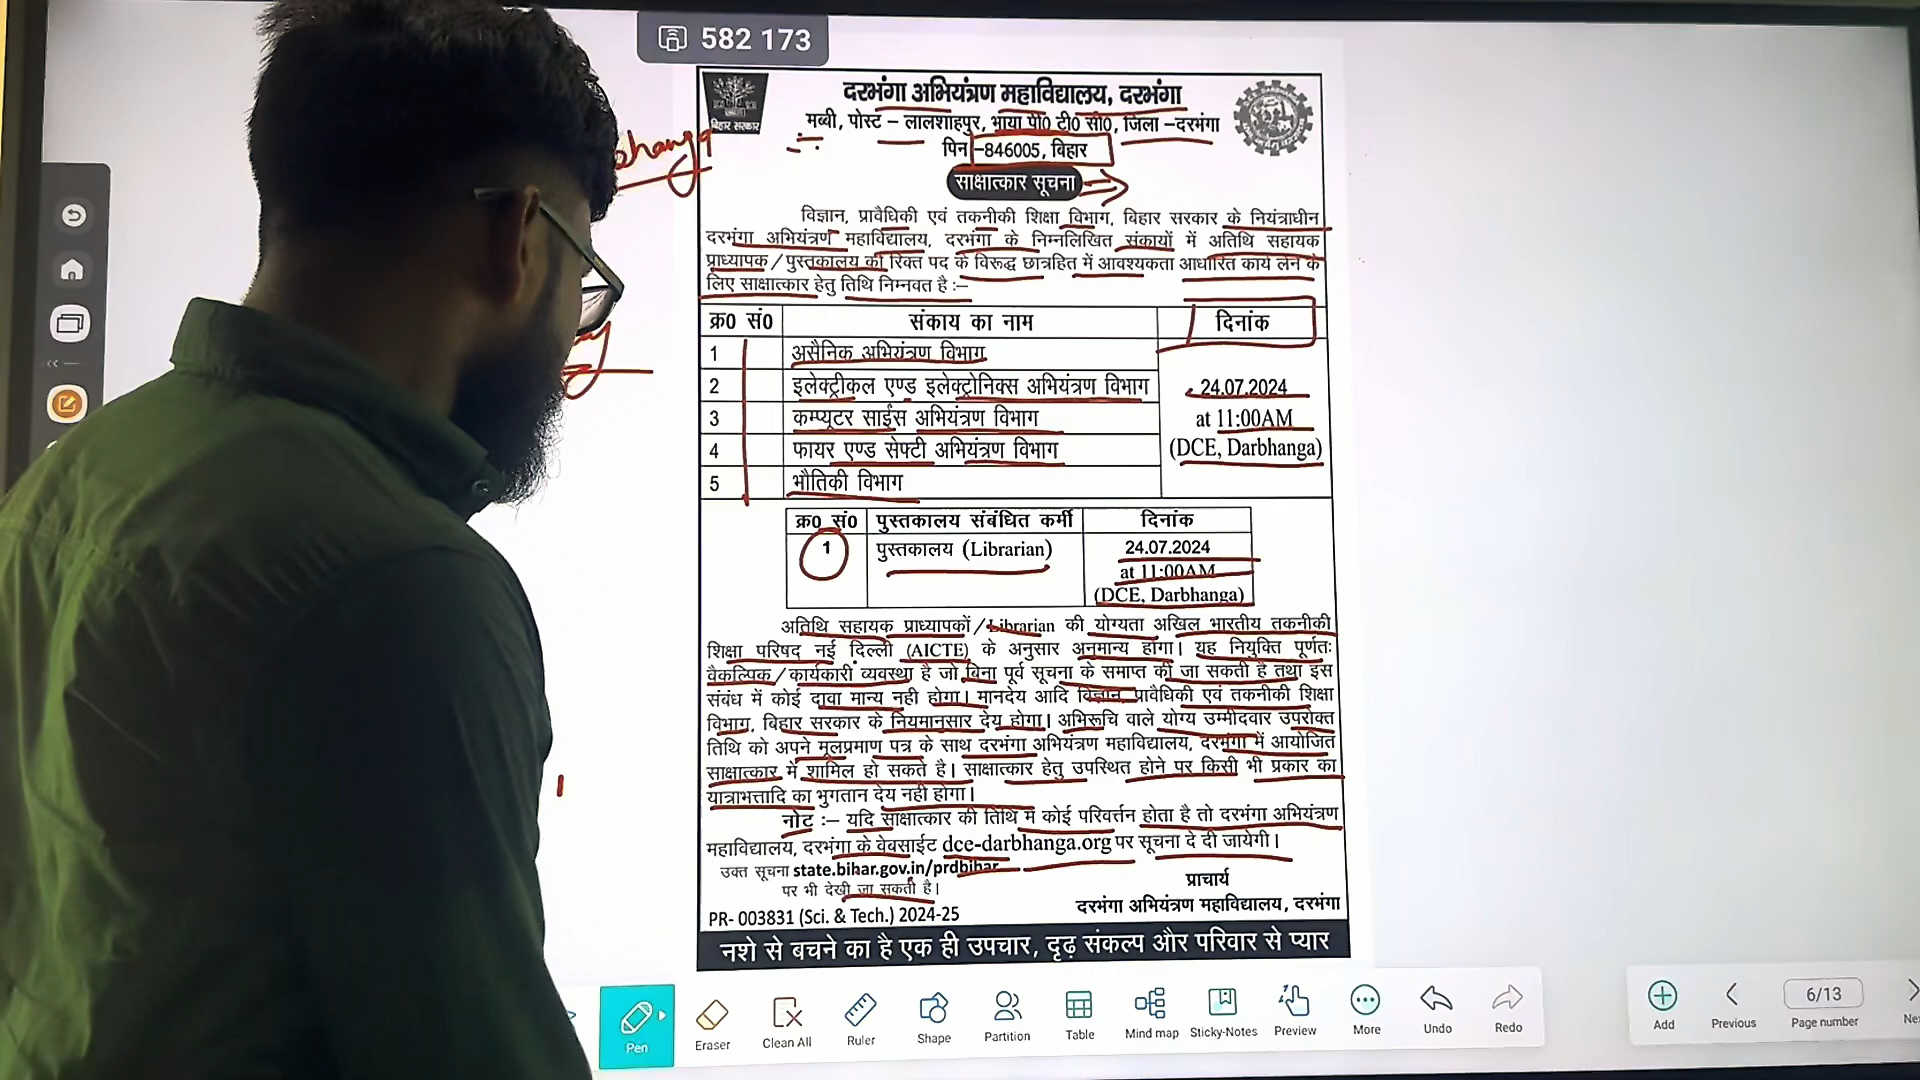 582 173
बिहार सरकार
दरभंगा अभियंत्रण महाविद्यालय, दरभंगा
मब्बी, पोस्ट – लालशाहपुर, भाया पी0 टी0 सी0, जिला –दरभंगा
पिन –846005, बिहार
साक्षात्कार सूचना
विज्ञान, प्रावैधिकी एवं तकनीकी शिक्षा विभाग, बिहार सरकार के नियंत्राधीन
दरभंगा अभियंत्रण महाविद्यालय, दरभंगा के निम्नलिखित संकायों में अतिथि सहायक
प्राध्यापक/पुस्तकालय की रिक्त पद के विरूद्ध छात्रहित में आवश्यकता आधारित कार्य लेने के
लिए साक्षात्कार हेतु तिथि निम्नवत है :–
क्र0 सं0 संकाय का नाम दिनांक
1 असैनिक अभियंत्रण विभाग
2 इलेक्ट्रीकल एण्ड इलेक्ट्रोनिक्स अभियंत्रण विभाग 24.07.2024
3 कम्प्यूटर साईंस अभियंत्रण विभाग at 11:00AM
4 फायर एण्ड सेफ्टी अभियंत्रण विभाग (DCE, Darbhanga)
5 भौतिकी विभाग
क्र0 सं0 पुस्तकालय संबंधित कर्मी दिनांक
1 पुस्तकालय (Librarian) 24.07.2024
at 11:00AM
(DCE, Darbhanga)
अतिथि सहायक प्राध्यापकों/Librarian की योग्यता अखिल भारतीय तकनीकी
शिक्षा परिषद नई दिल्ली (AICTE) के अनुसार अनुमान्य होगा। यह नियुक्ति पूर्णतः
वैकल्पिक/कार्यकारी व्यवस्था है जो बिना पूर्व सूचना के समाप्त की जा सकती है तथा इस
संबंध में कोई दावा मान्य नही होगा। मानदेय आदि विज्ञान, प्रावैधिकी एवं तकनीकी शिक्षा
विभाग, बिहार सरकार के नियमानुसार देय होगा। अभिरूचि वाले योग्य उम्मीदवार उपरोक्त
तिथि को अपने मूलप्रमाण पत्र के साथ दरभंगा अभियंत्रण महाविद्यालय, दरभंगा में आयोजित
साक्षात्कार में शामिल हो सकते है। साक्षात्कार हेतु उपस्थित होने पर किसी भी प्रकार का
यात्राभत्तादि का भुगतान देय नही होगा।
नोट :– यदि साक्षात्कार की तिथि में कोई परिवर्त्तन होता है तो दरभंगा अभियंत्रण
महाविद्यालय, दरभंगा के वेबसाईट dce-darbhanga.org पर सूचना दे दी जायेगी।
उक्त सूचना state.bihar.gov.in/prdbihar
पर भी देखी जा सकती है।
प्राचार्य
दरभंगा अभियंत्रण महाविद्यालय, दरभंगा
PR- 003831 (Sci. & Tech.) 2024-25
नशे से बचने का है एक ही उपचार, दृढ़ संकल्प और परिवार से प्यार
Pen Eraser Clean All Ruler Shape Partition Table Mind map Sticky-Notes Preview More Undo Redo
Add Previous 6/13 Page number